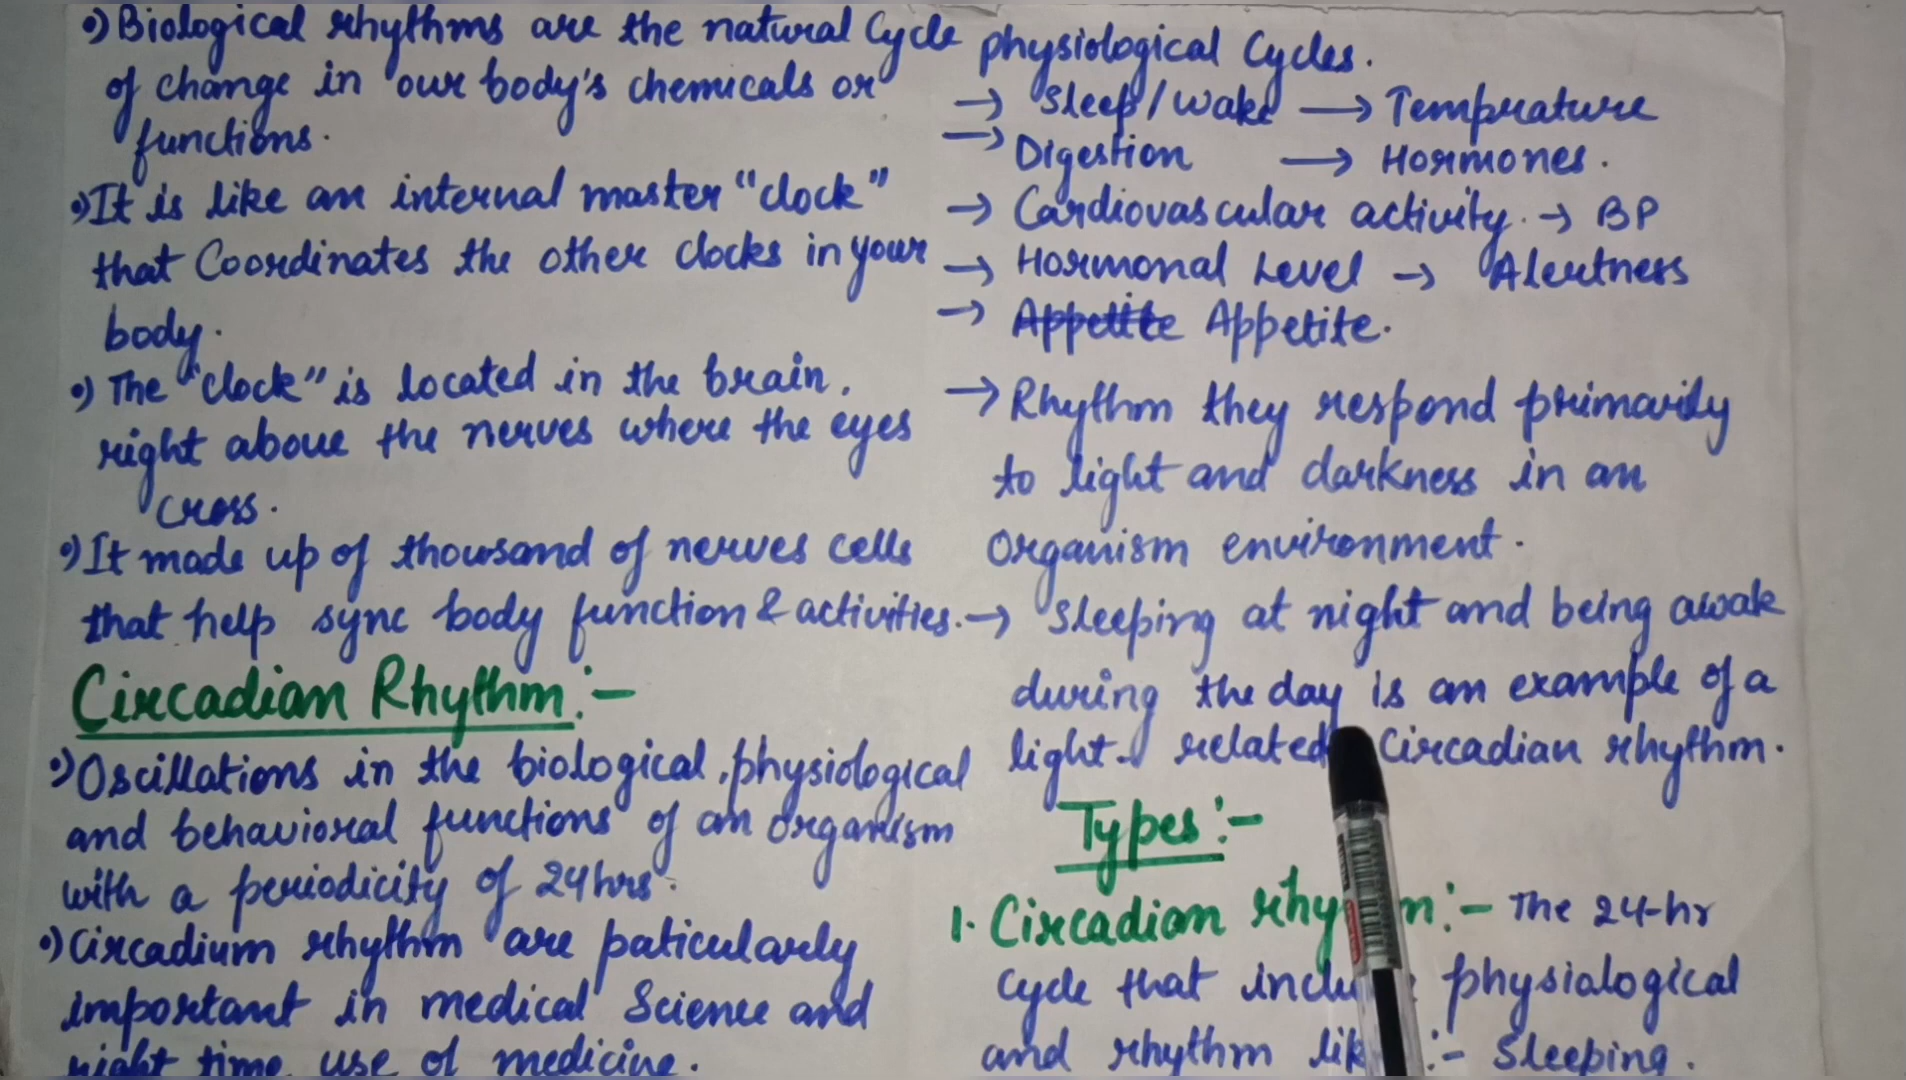 •) Biological rhythms are the natural Cycle
of change in our body's chemicals or
functions.
•) It is like an internal master "clock"
that Coordinates the other clocks in your
body.
•) The "clock" is located in the brain,
right above the nerves where the eyes
cross.
•) It made up of thousand of nerves cells
that help sync body function & activities.
Circadian Rhythm:-
•) Oscillations in the biological, physiological
and behavioral functions of an organism
with a periodicity of 24hrs.
•) Circadium rhythm are paticularly
important in medical Science and
night time use of medicine.
physiological Cycles.
→ Sleep/wake → Temprature
→ Digestion → Hormones.
→ Cardiovascular activity. → BP
→ Hormonal Level → Alertness
→ Appetite Appetite.
→ Rhythm they respond primarily
to light and darkness in an
organism environment.
→ Sleeping at night and being awak
during the day is an example of a
light- related Circadian rhythm.
Types:-
1. Circadian :- The 24-hr
cycle that physialogical
and rhythm :- Sleeping.